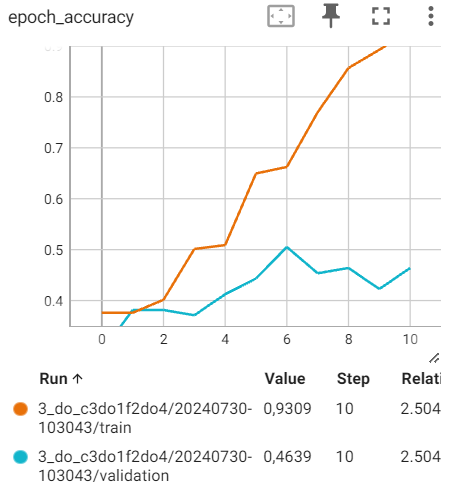 epoch_accuracy
0.9
0.8
0.7
0.6
0.5
0.4
0 2 4 6 8 10
Run ↑ Value Step Relati
3_do_c3do1f2do4/20240730- 0,9309 10 2.504
103043/train
3_do_c3do1f2do4/20240730- 0,4639 10 2.504
103043/validation